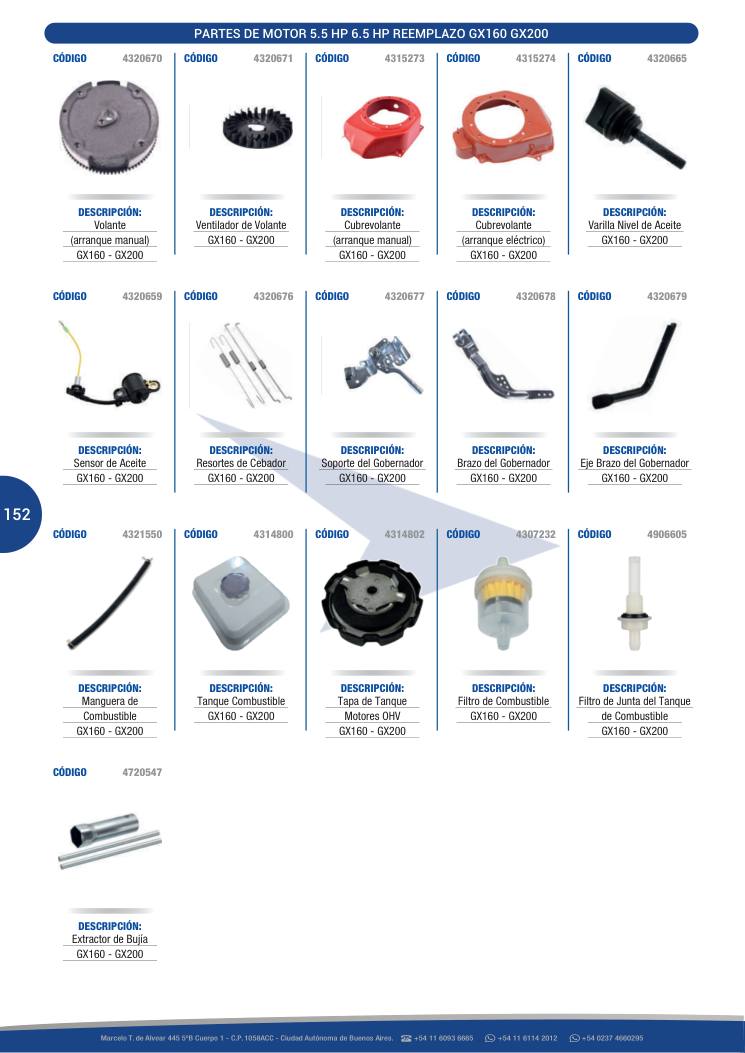 PARTES DE MOTOR 5.5 HP 6.5 HP REEMPLAZO GX160 GX200
CÓDIGO 4320670
DESCRIPCIÓN:
Volante
(arranque manual)
GX160 - GX200
CÓDIGO 4320671
DESCRIPCIÓN:
Ventilador de Volante
GX160 - GX200
CÓDIGO 4315273
DESCRIPCIÓN:
Cubrevolante
(arranque manual)
GX160 - GX200
CÓDIGO 4315274
DESCRIPCIÓN:
Cubrevolante
(arranque eléctrico)
GX160 - GX200
CÓDIGO 4320665
DESCRIPCIÓN:
Varilla Nivel de Aceite
GX160 - GX200
CÓDIGO 4320659
DESCRIPCIÓN:
Sensor de Aceite
GX160 - GX200
CÓDIGO 4320676
DESCRIPCIÓN:
Resortes de Cebador
GX160 - GX200
CÓDIGO 4320677
DESCRIPCIÓN:
Soporte del Gobernador
GX160 - GX200
CÓDIGO 4320678
DESCRIPCIÓN:
Brazo del Gobernador
GX160 - GX200
CÓDIGO 4320679
DESCRIPCIÓN:
Eje Brazo del Gobernador
GX160 - GX200
152
CÓDIGO 4321550
DESCRIPCIÓN:
Manguera de
Combustible
GX160 - GX200
CÓDIGO 4314800
DESCRIPCIÓN:
Tanque Combustible
GX160 - GX200
CÓDIGO 4314802
DESCRIPCIÓN:
Tapa de Tanque
Motores OHV
GX160 - GX200
CÓDIGO 4307232
DESCRIPCIÓN:
Filtro de Combustible
GX160 - GX200
CÓDIGO 4906605
DESCRIPCIÓN:
Filtro de Junta del Tanque
de Combustible
GX160 - GX200
CÓDIGO 4720547
DESCRIPCIÓN:
Extractor de Bujía
GX160 - GX200
Marcelo T. de Alvear 445 5ºB Cuerpo 1 - C.P. 1058ACC - Ciudad Autónoma de Buenos Aires. +54 11 6093 6665 +54 11 6114 2012 +54 0237 4660295